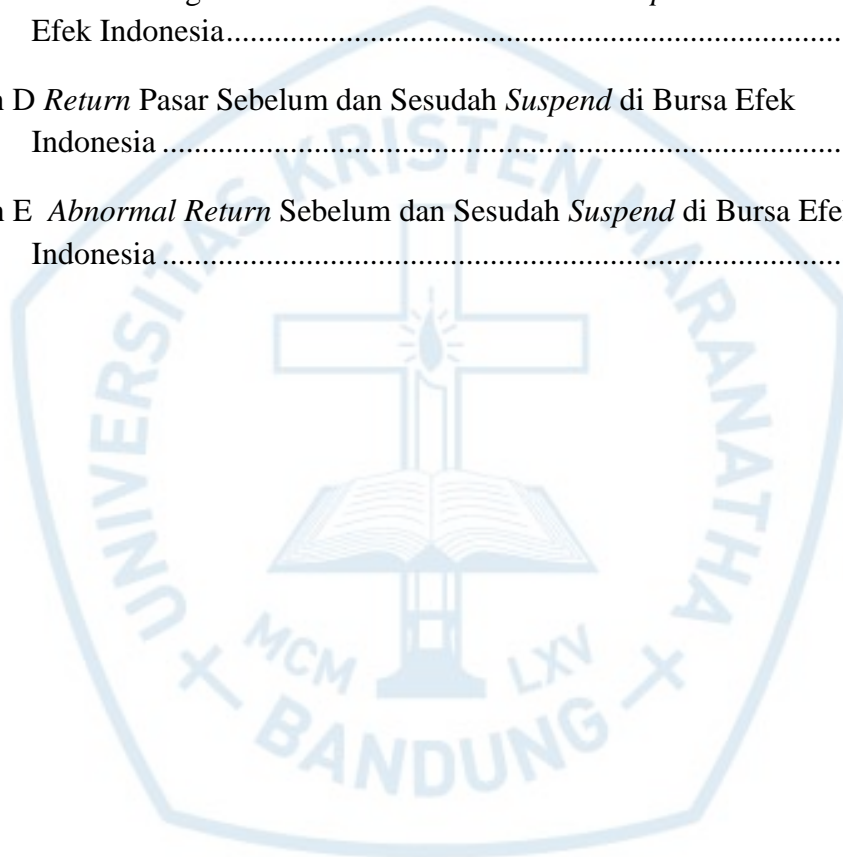 Efek Indonesia................................................................................
D Return Pasar Sebelum dan Sesudah Suspend di Bursa Efek
Indonesia ........................................................................................
E Abnormal Return Sebelum dan Sesudah Suspend di Bursa
Indonesia ........................................................................................
UNIVERSITAS KRISTEN MARANATHA
MCM LXV
BANDUNG